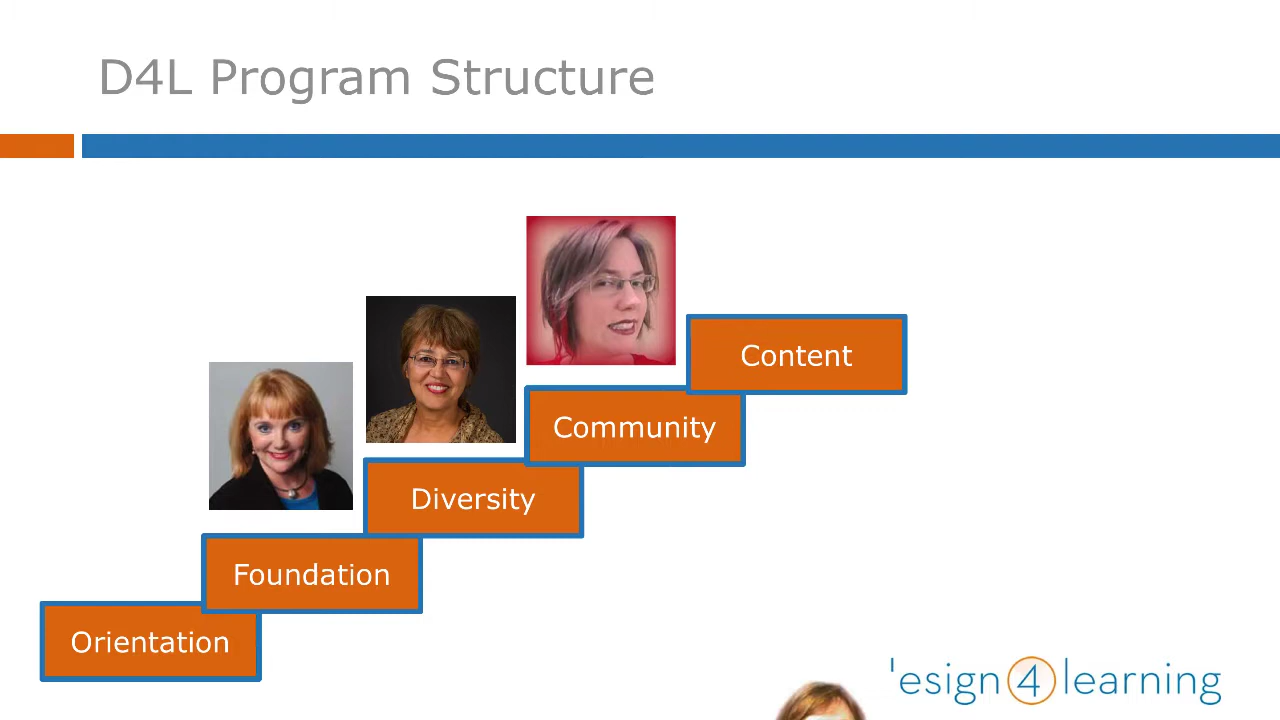 D4L Program Structure
Content
Community
Diversity
Foundation
Orientation
'esign 4 learning